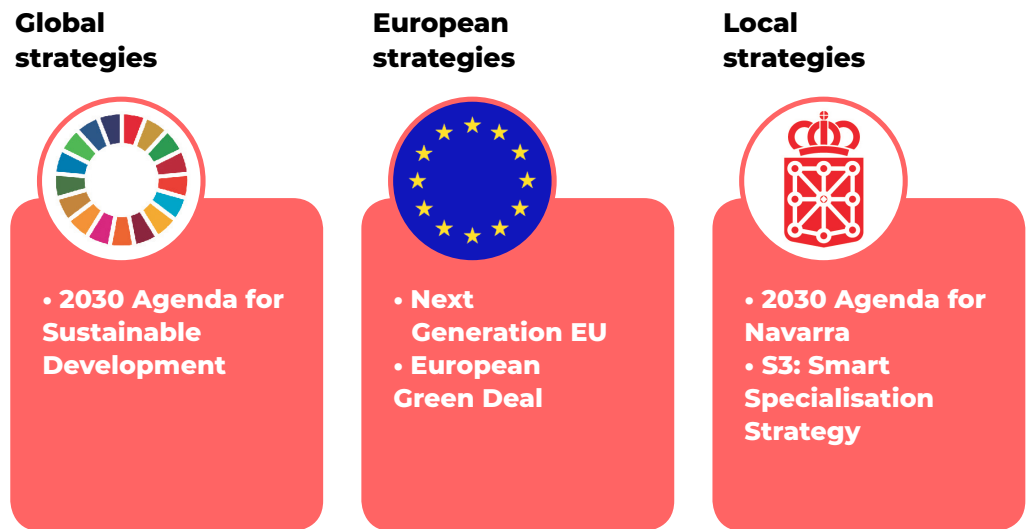 Global
strategies
European
strategies
Local
strategies
• 2030 Agenda for
Sustainable
Development
• Next
Generation EU
• European
Green Deal
• 2030 Agenda for
Navarra
• S3: Smart
Specialisation
Strategy